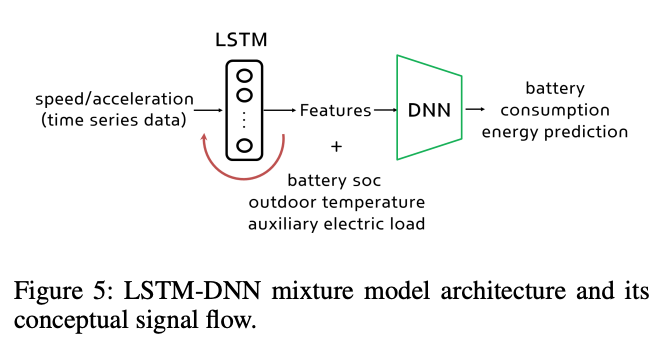 LSTM
speed/acceleration
(time series data)
Features
DNN
battery
consumption
energy prediction
+
battery soc
outdoor temperature
auxiliary electric load
Figure 5: LSTM-DNN mixture model architecture and its
conceptual signal flow.